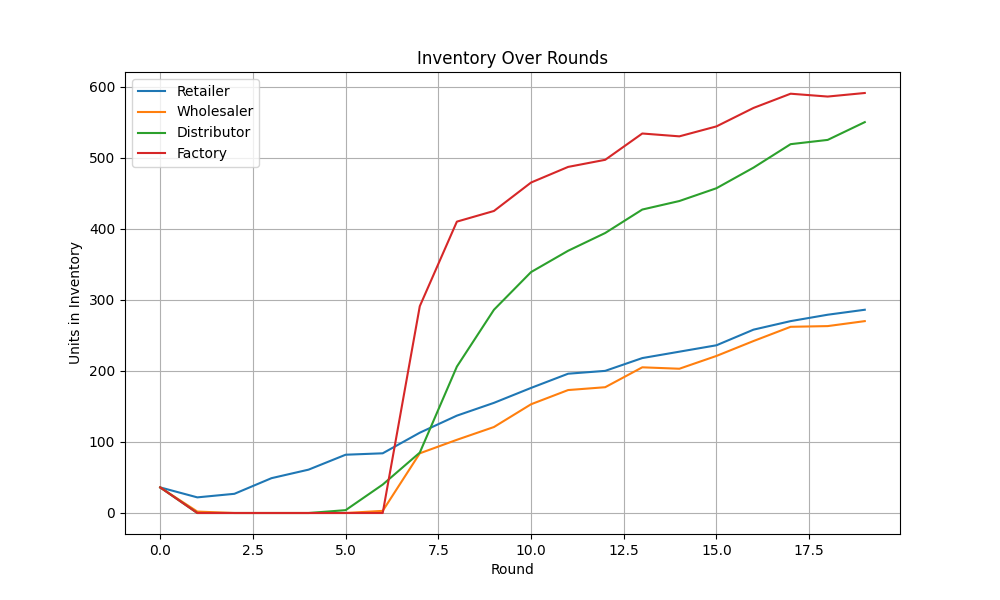 Inventory Over Rounds
Retailer
Wholesaler
Distributor
Factory
600
500
400
300
200
100
0
Units in Inventory
0.0 2.5 5.0 7.5 10.0 12.5 15.0 17.5
Round